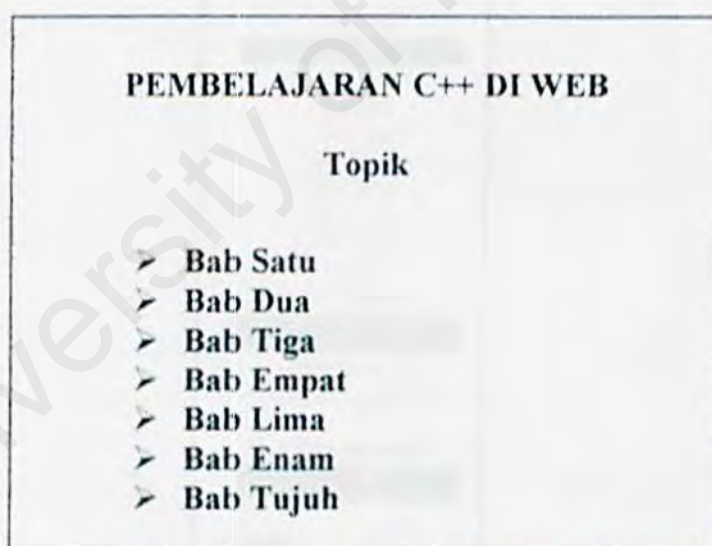 PEMBELAJARAN C++ DI WEB
Topik
➢ Bab Satu
➢ Bab Dua
➢ Bab Tiga
➢ Bab Empat
➢ Bab Lima
➢ Bab Enam
➢ Bab Tujuh